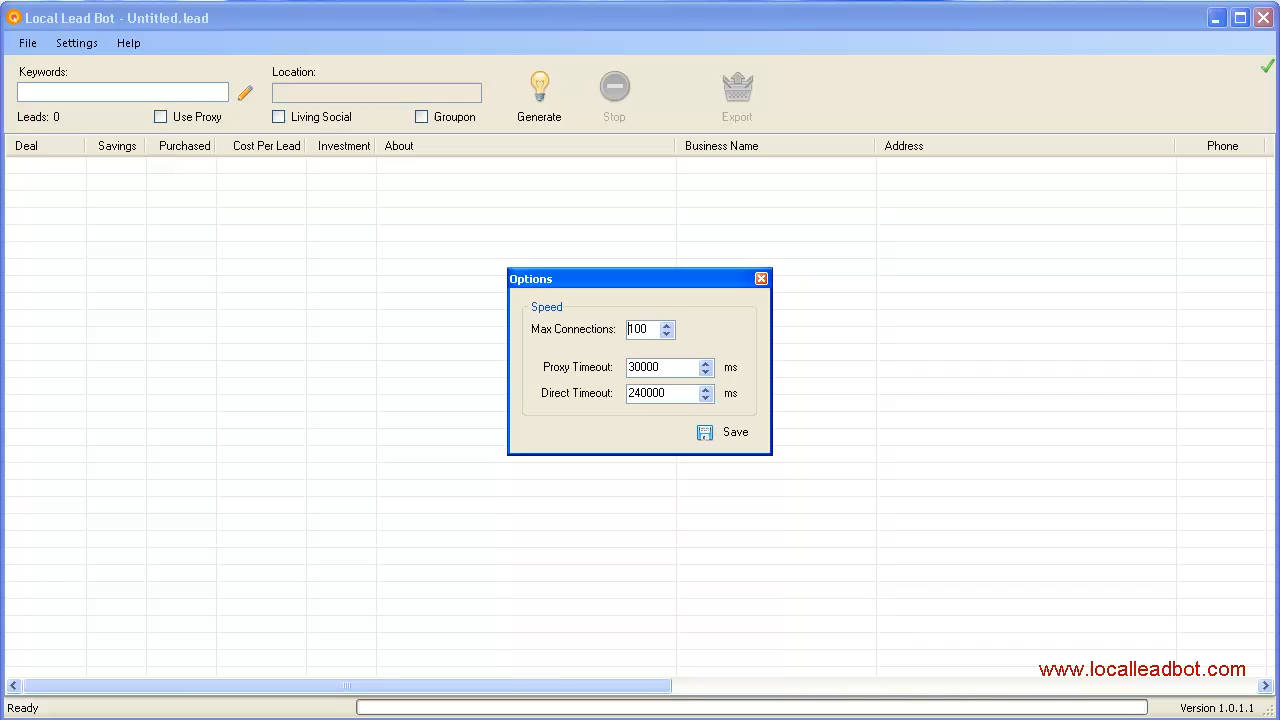 Local Lead Bot - Untitled.lead
File Settings Help
Keywords: Location:
Generate Stop Export
Leads: 0 Use Proxy Living Social Groupon
Deal Savings Purchased Cost Per Lead Investment About Business Name Address Phone
Options
Speed
Max Connections: 100
Proxy Timeout: 30000 ms
Direct Timeout: 240000 ms
Save
www.localleadbot.com
Ready Version 1.0.1.1